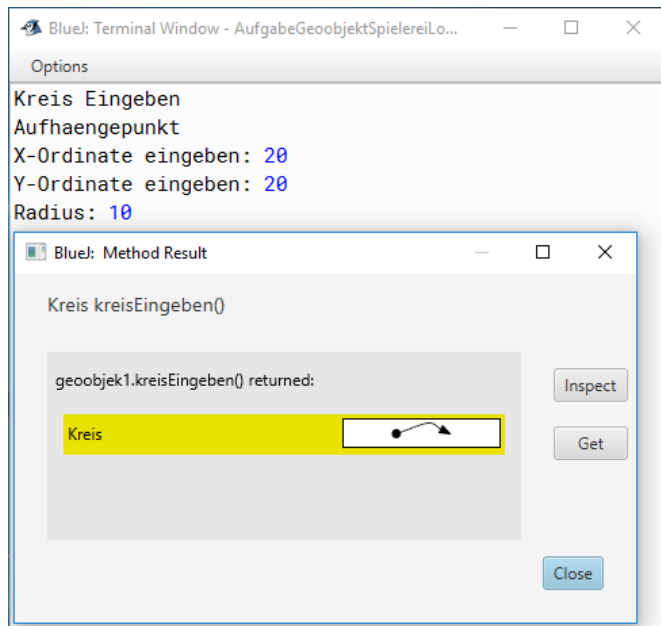 BlueJ: Terminal Window - AufgabeGeoobjektSpielereiLo...
Options
Kreis Eingeben
Aufhaengepunkt
X-Ordinate eingeben: 20
Y-Ordinate eingeben: 20
Radius: 10
BlueJ: Method Result
Kreis kreisEingeben()
geoobjek1.kreisEingeben() returned:
Inspect
Kreis
Get
Close